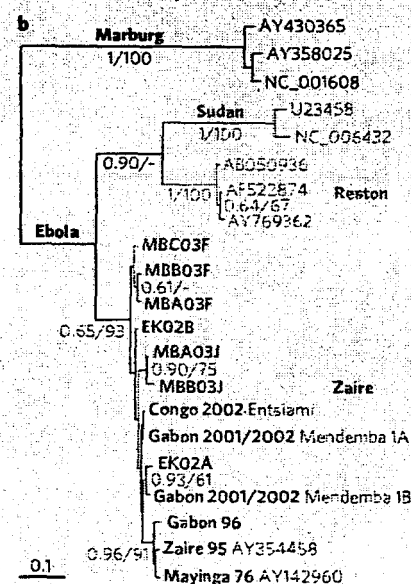 b
Marburg
1/100
AY430365
AY358025
NC_001608
Sudan
1/100
U23458
NC_006432
0.90/-
1/100
AB050936
AF522874
0.64/67
AY769362
Reston
Ebola
MBC03F
MBB03F
0.61/-
MBA03F
0.65/93
EK02B
MBA03J
0.90/75
MBB03J
Zaire
Congo 2002 Entsiami
Gabon 2001/2002 Mendemba 1A
EK02A
0.93/61
Gabon 2001/2002 Mendemba 1B
Gabon 96
0.96/91
Zaire 95 AY354458
Mayinga 76 AY142960
0.1